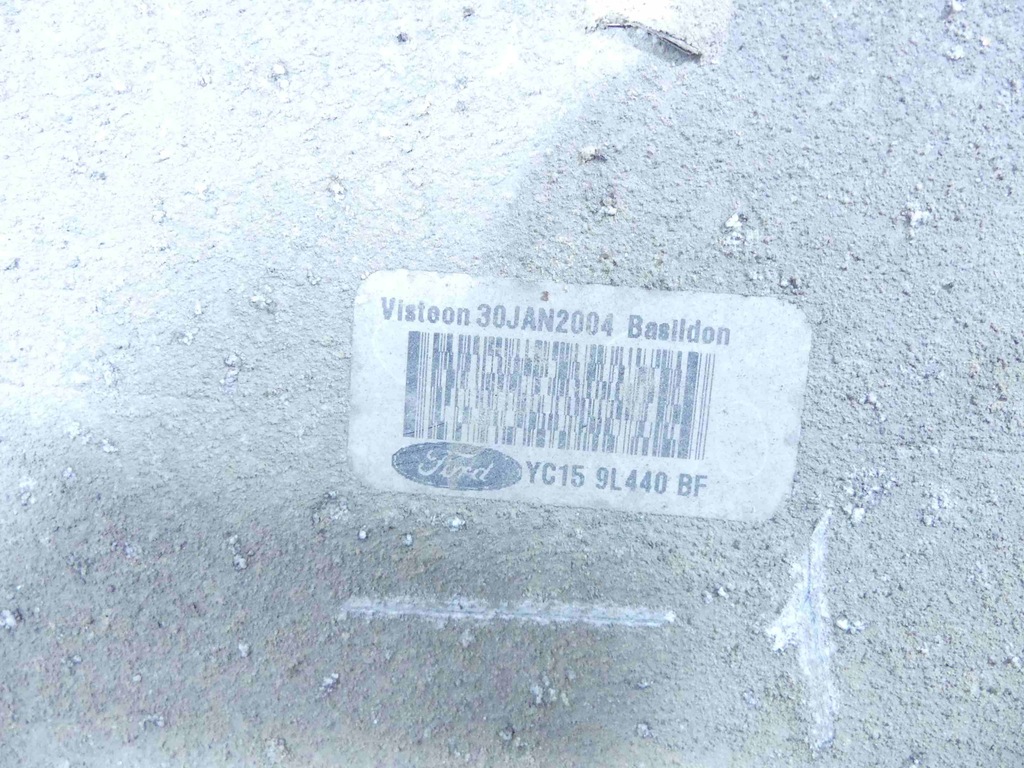 Visteon 30JAN2004 Basildon
Ford YC15 9L440 BF